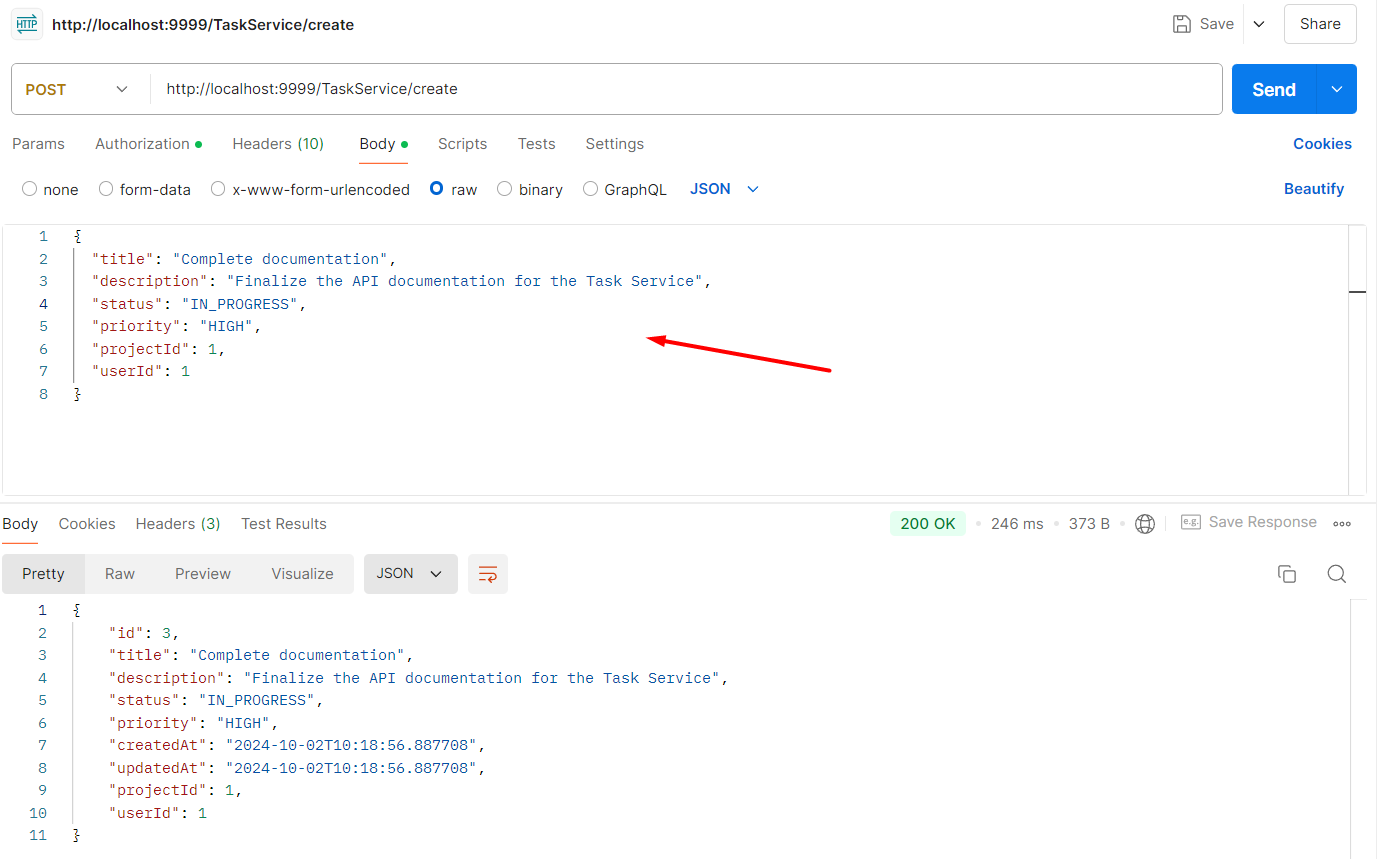 HTTP http://localhost:9999/TaskService/create Save Share
POST http://localhost:9999/TaskService/create Send
Params Authorization Headers (10) Body Scripts Tests Settings Cookies
none form-data x-www-form-urlencoded raw binary GraphQL JSON Beautify
1 {
2 "title": "Complete documentation",
3 "description": "Finalize the API documentation for the Task Service",
4 "status": "IN_PROGRESS",
5 "priority": "HIGH",
6 "projectId": 1,
7 "userId": 1
8 }
Body Cookies Headers (3) Test Results 200 OK 246 ms 373 B e.g. Save Response
Pretty Raw Preview Visualize JSON
1 {
2 "id": 3,
3 "title": "Complete documentation",
4 "description": "Finalize the API documentation for the Task Service",
5 "status": "IN_PROGRESS",
6 "priority": "HIGH",
7 "createdAt": "2024-10-02T10:18:56.887708",
8 "updatedAt": "2024-10-02T10:18:56.887708",
9 "projectId": 1,
10 "userId": 1
11 }